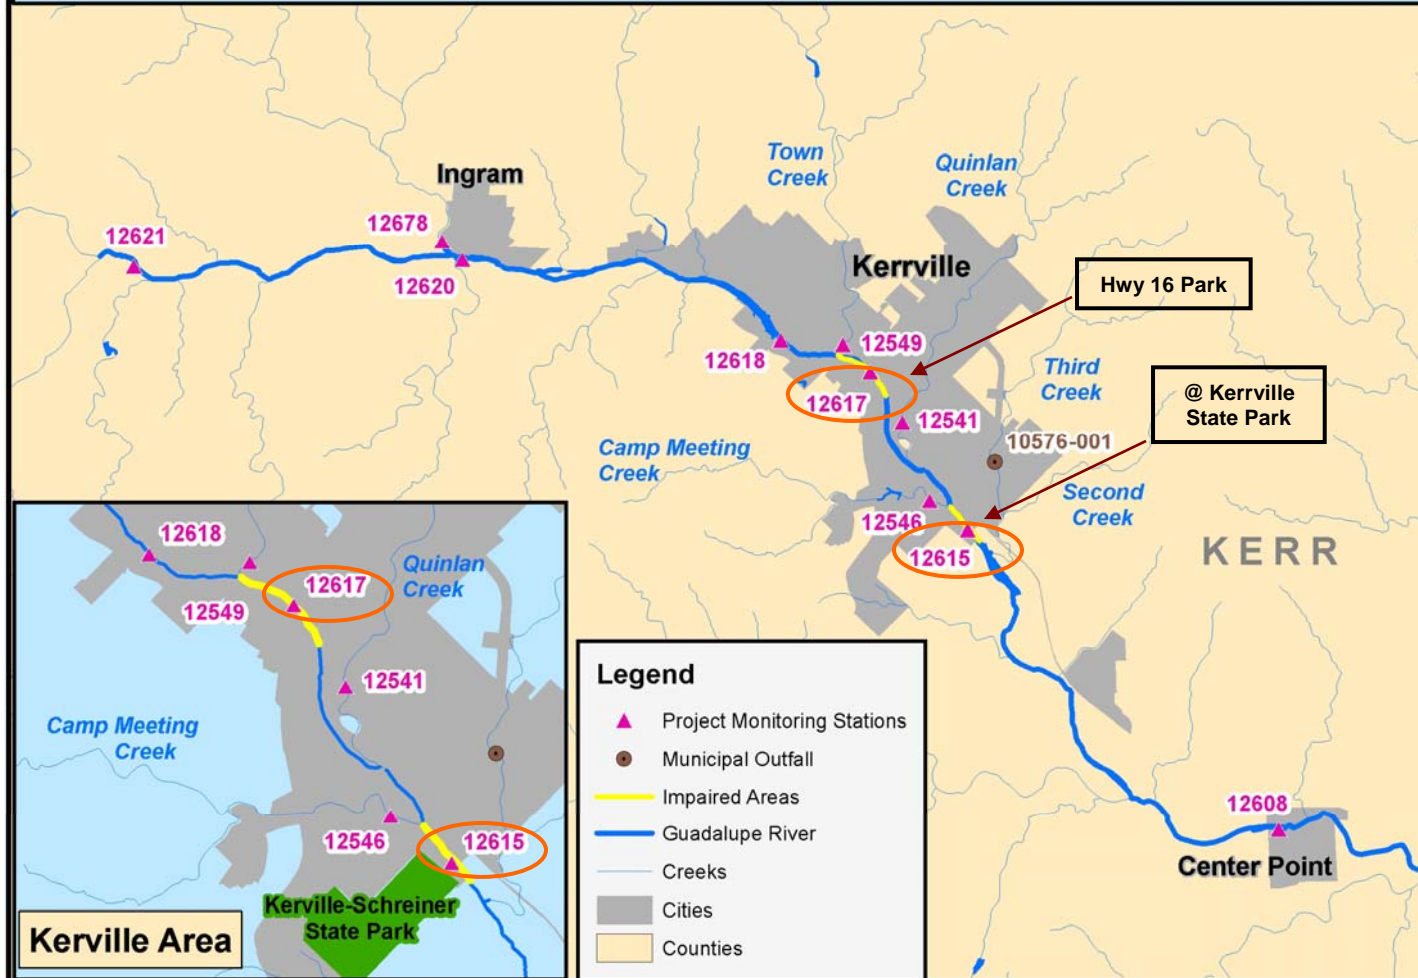 Ingram
Town
Creek
Quinlan
Creek
12621
12678
12620
Kerrville
Hwy 16 Park
12618
12549
12617
Third
Creek
@ Kerrville
State Park
12541
10576-001
Camp Meeting
Creek
Second
Creek
12546
12615
KERR
12608
Center Point
12618
12617
Quinlan
Creek
12549
12541
Camp Meeting
Creek
12546
12615
Kerville-Schreiner
State Park
Kerville Area
Legend
Project Monitoring Stations
Municipal Outfall
Impaired Areas
Guadalupe River
Creeks
Cities
Counties